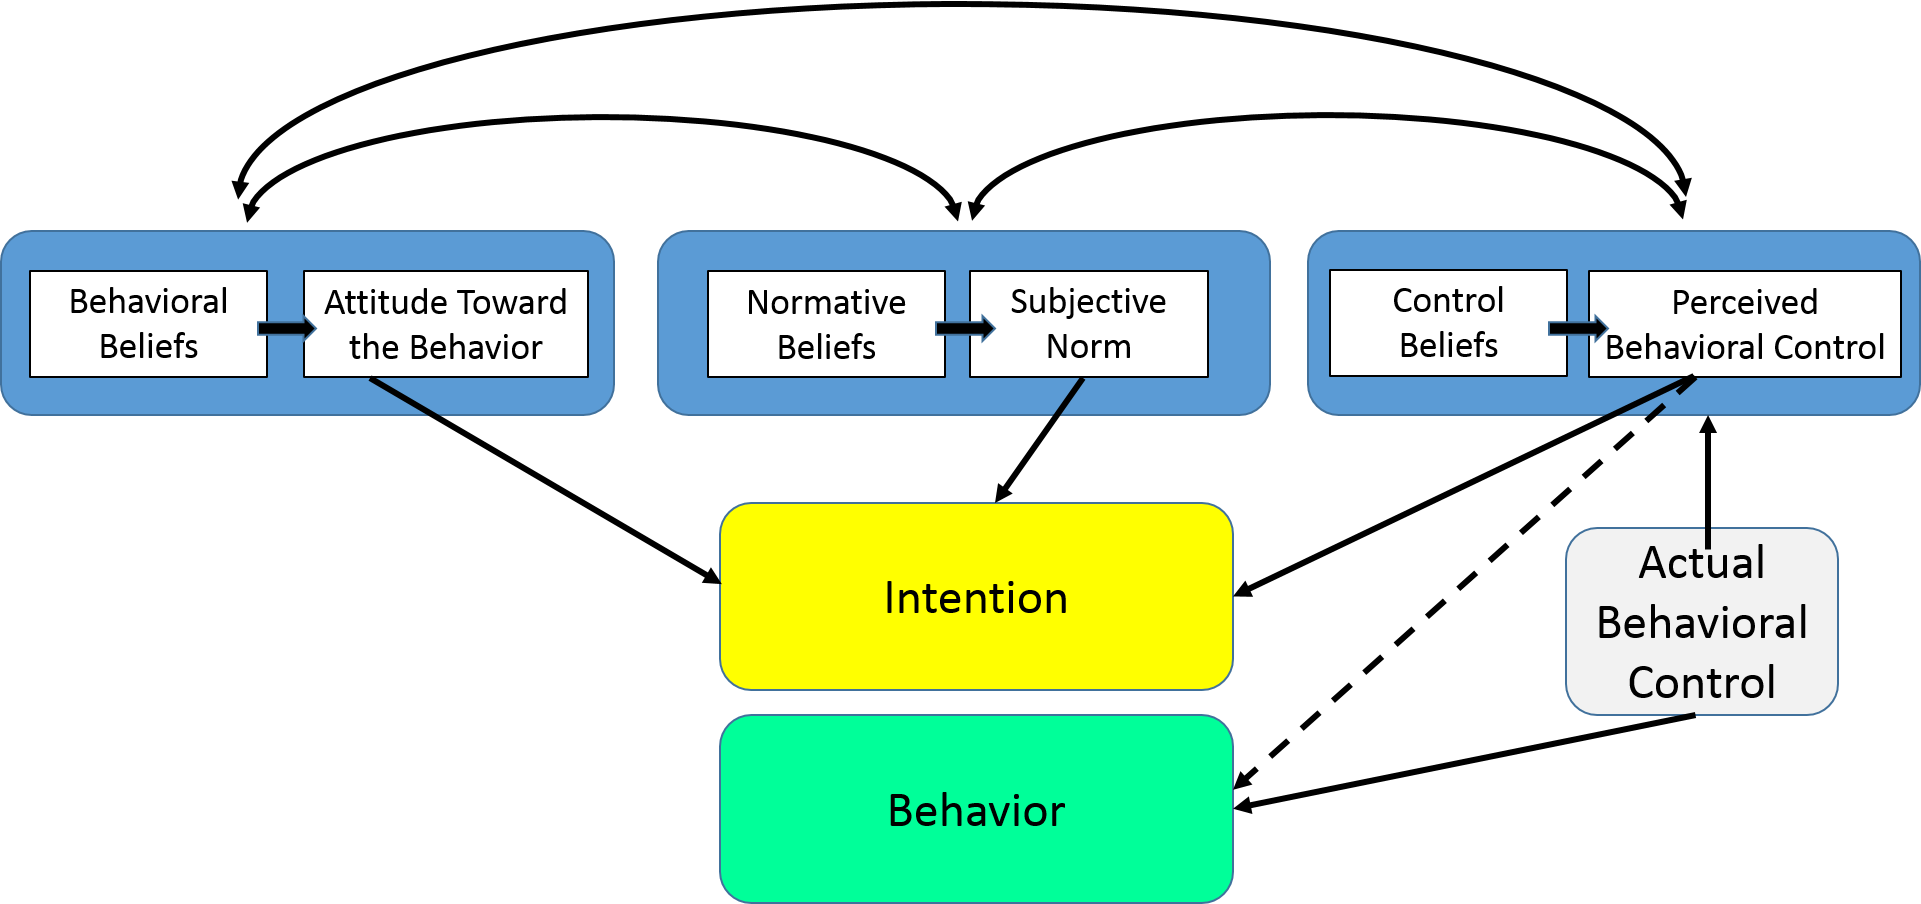 Behavioral
Beliefs
Attitude Toward
the Behavior
Normative
Beliefs
Subjective
Norm
Control
Beliefs
Perceived
Behavioral Control
Intention
Actual
Behavioral
Control
Behavior